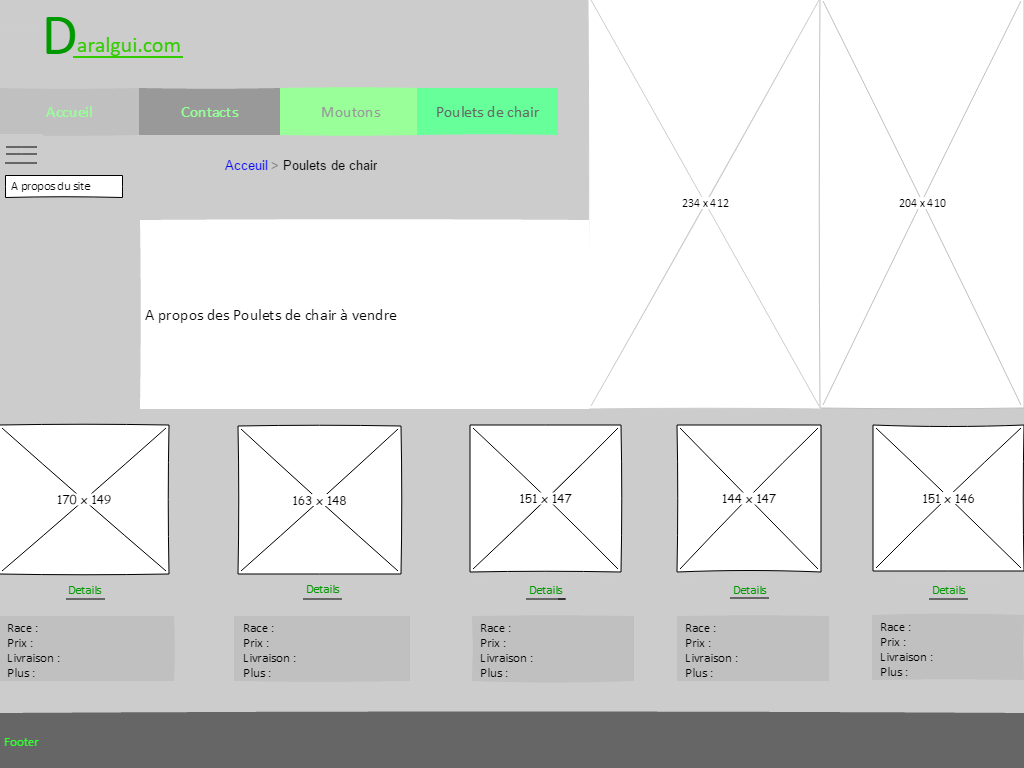 Daralgui.com
Accueil Contacts Moutons Poulets de chair
Acceuil > Poulets de chair
A propos du site
234 x 412 204 x 410
A propos des Poulets de chair à vendre
170 x 149 163 x 148 151 x 147 144 x 147 151 x 146
Details Details Details Details Details
Race :
Prix :
Livraison :
Plus :
Race :
Prix :
Livraison :
Plus :
Race :
Prix :
Livraison :
Plus :
Race :
Prix :
Livraison :
Plus :
Race :
Prix :
Livraison :
Plus :
Footer